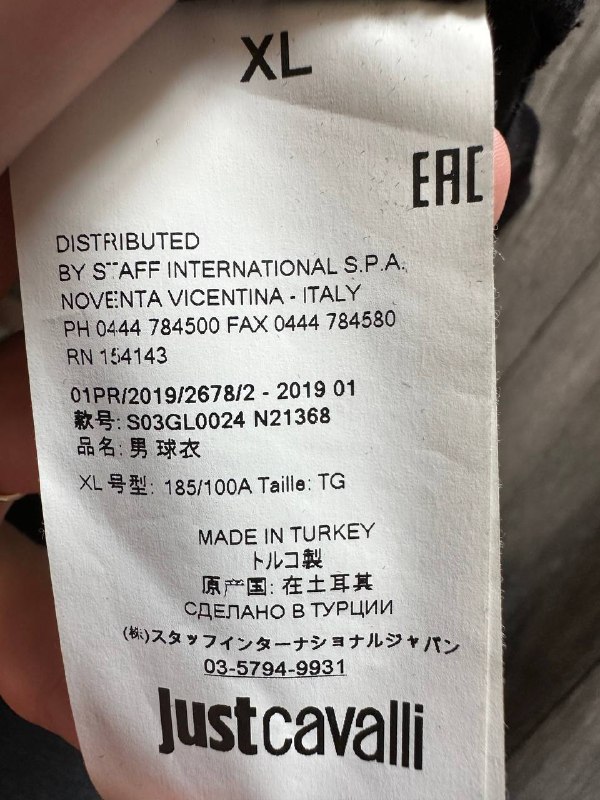 XL
EAC
DISTRIBUTED
BY STAFF INTERNATIONAL S.P.A.
NOVENTA VICENTINA - ITALY
PH 0444 784500 FAX 0444 784580
RN 154143
01PR/2019/2678/2 - 2019 01
款号: S03GL0024 N21368
品名: 男 球衣
XL 号型: 185/100A Taille: TG
MADE IN TURKEY
トルコ製
原产国: 在土耳其
СДЕЛАНО В ТУРЦИИ
(株)スタッフインターナショナルジャパン
03-5794-9931
justcavalli